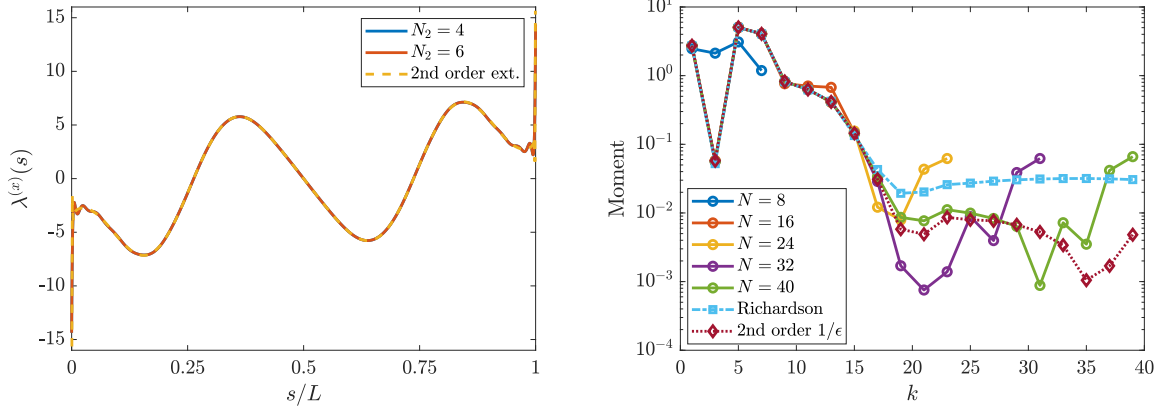 15
10
5
0
-5
-10
-15
λ^{(x)}(s)
0
0.25
0.5
0.75
1
s/L
N_2 = 4
N_2 = 6
2nd order ext.
10^1
10^0
10^{-1}
10^{-2}
10^{-3}
10^{-4}
Moment
0
5
10
15
20
25
30
35
40
k
N = 8
N = 16
N = 24
N = 32
N = 40
Richardson
2nd order 1/ϵ